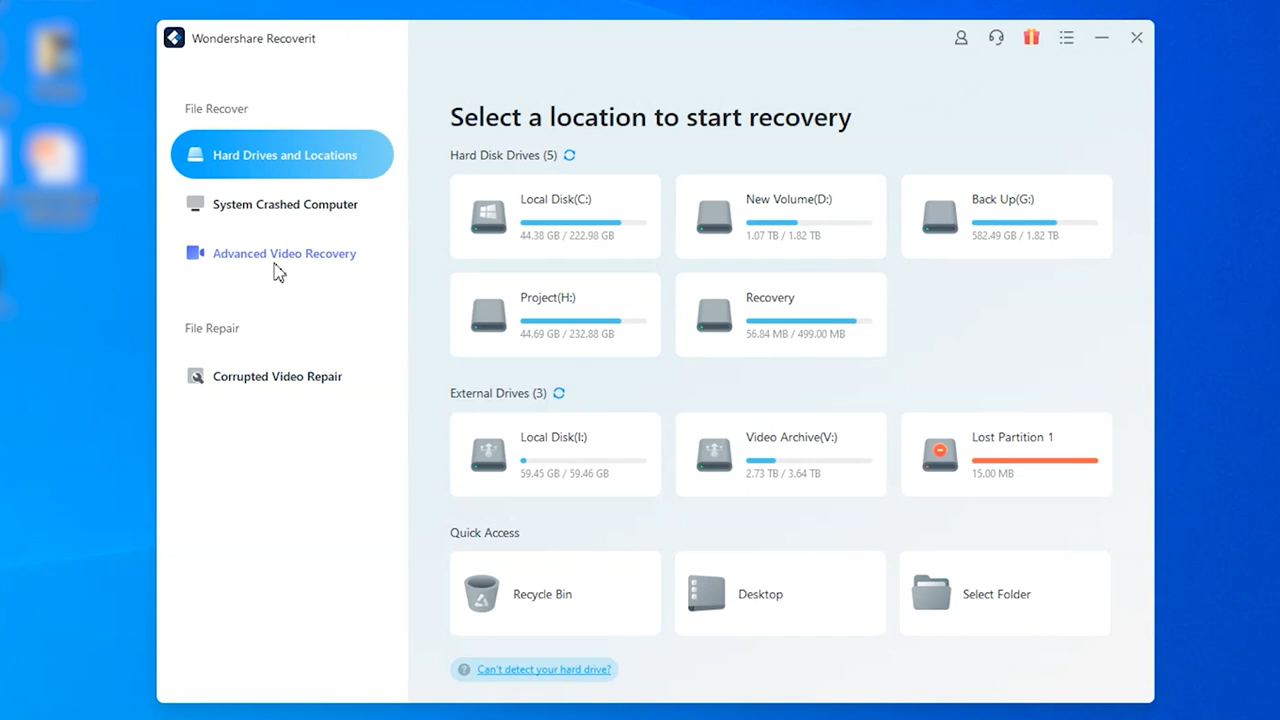 Wondershare Recoverit
File Recover
Hard Drives and Locations
System Crashed Computer
Advanced Video Recovery
File Repair
Corrupted Video Repair
Select a location to start recovery
Hard Disk Drives (5)
Local Disk(C:)
44.38 GB / 222.98 GB
New Volume(D:)
1.07 TB / 1.82 TB
Back Up(G:)
582.49 GB / 1.82 TB
Project(H:)
44.69 GB / 232.88 GB
Recovery
56.84 MB / 499.00 MB
External Drives (3)
Local Disk(I:)
59.45 GB / 59.46 GB
Video Archive(V:)
2.73 TB / 3.64 TB
Lost Partition 1
15.00 MB
Quick Access
Recycle Bin
Desktop
Select Folder
Can't detect your hard drive?